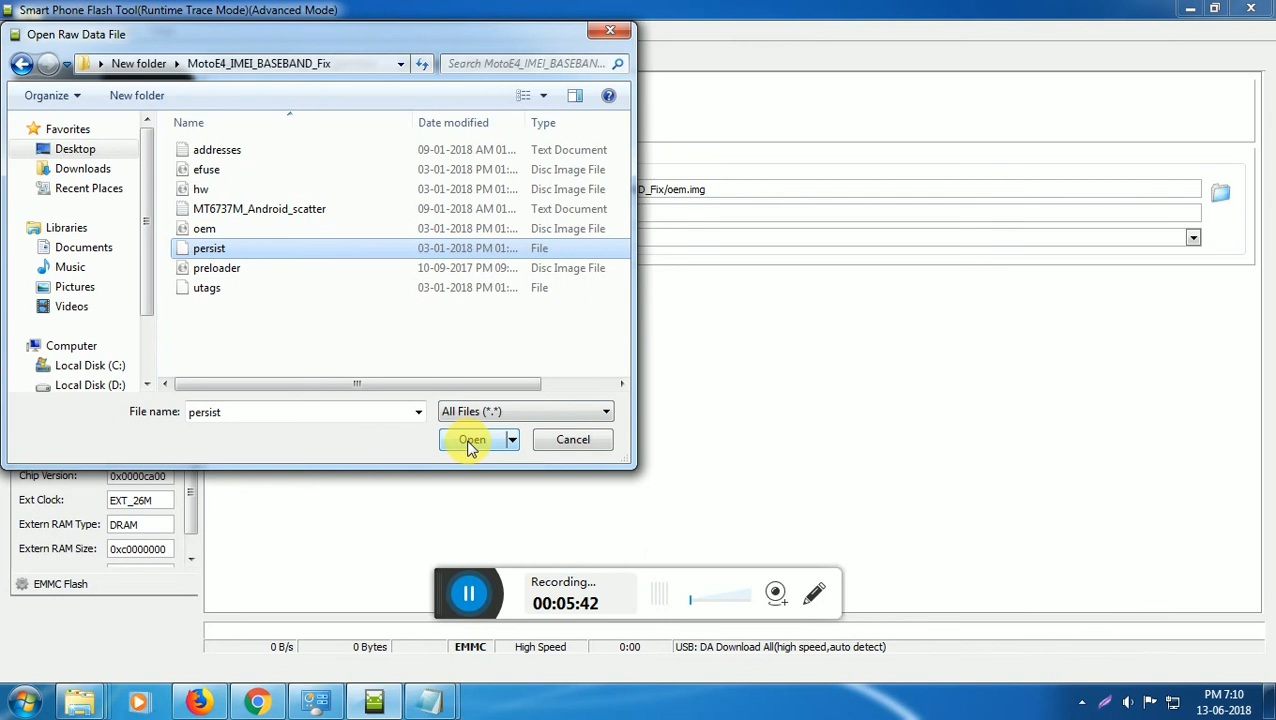 Smart Phone Flash Tool(Runtime Trace Mode)(Advanced Mode)
Open Raw Data File
New folder MotoE4_IMEI_BASEBAND_Fix
Search MotoE4_IMEI_BASEBAN...
Organize New folder
Name Date modified Type
Favorites
Desktop
Downloads
Recent Places
Libraries
Documents
Music
Pictures
Videos
Computer
Local Disk (C:)
Local Disk (D:)
addresses 09-01-2018 AM 01... Text Document
efuse 03-01-2018 PM 01:... Disc Image File
hw 03-01-2018 PM 01:... Disc Image File
MT6737M_Android_scatter 09-01-2018 AM 01... Text Document
oem 03-01-2018 PM 01:... Disc Image File
persist 03-01-2018 PM 01:... File
preloader 10-09-2017 PM 09:... Disc Image File
utags 03-01-2018 PM 01:... File
File name: persist All Files (*.*)
Open Cancel
D_Fix/oem.img
Chip Version: 0x0000ca00
Ext Clock: EXT_26M
Extern RAM Type: DRAM
Extern RAM Size: 0xc0000000
EMMC Flash
Recording...
00:05:42
0 B/s 0 Bytes EMMC High Speed 0:00 USB: DA Download All(high speed,auto detect)
PM 7:10
13-06-2018